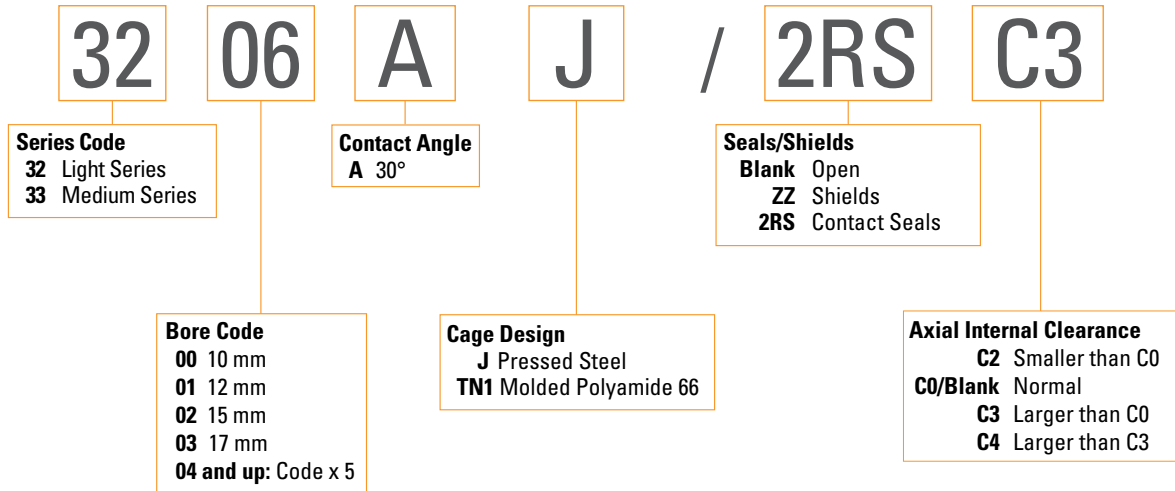 32 06 A J / 2RS C3
Series Code
32 Light Series
33 Medium Series
Contact Angle
A 30°
Seals/Shields
Blank Open
ZZ Shields
2RS Contact Seals
Bore Code
00 10 mm
01 12 mm
02 15 mm
03 17 mm
04 and up: Code x 5
Cage Design
J Pressed Steel
TN1 Molded Polyamide 66
Axial Internal Clearance
C2 Smaller than C0
C0/Blank Normal
C3 Larger than C0
C4 Larger than C3